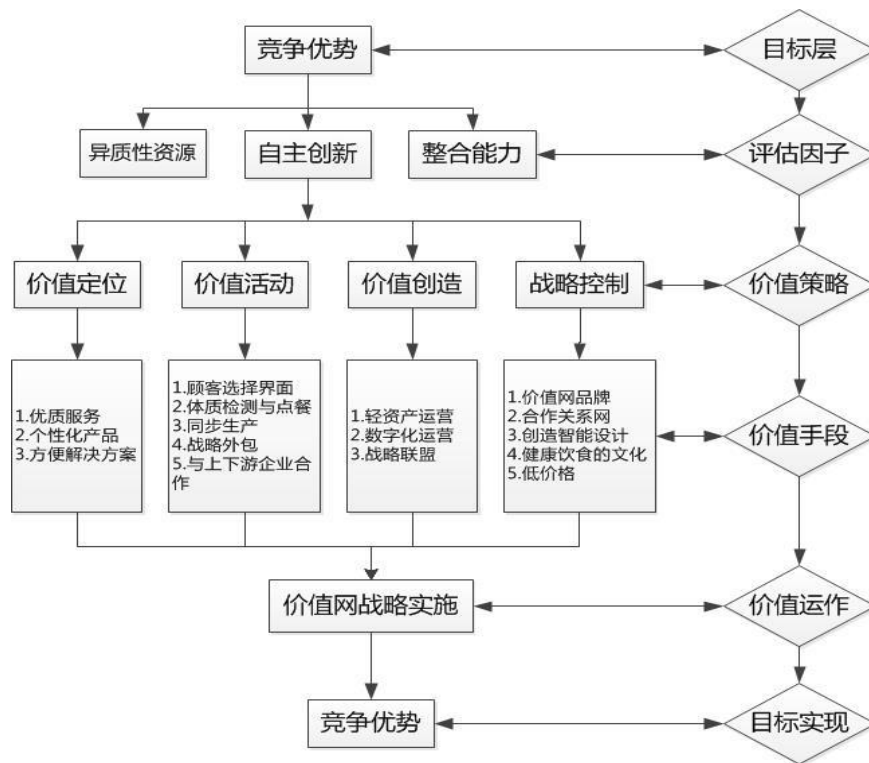 竞争优势
目标层
异质性资源
自主创新
整合能力
评估因子
价值定位
价值活动
价值创造
战略控制
价值策略
1.优质服务
2.个性化产品
3.方便解决方案
1.顾客选择界面
2.体质检测与点餐
3.同步生产
4.战略外包
5.与上下游企业合
作
1.轻资产运营
2.数字化运营
3.战略联盟
1.价值网品牌
2.合作关系网
3.创造智能设计
4.健康饮食的文化
5.低价格
价值手段
价值网战略实施
价值运作
竞争优势
目标实现